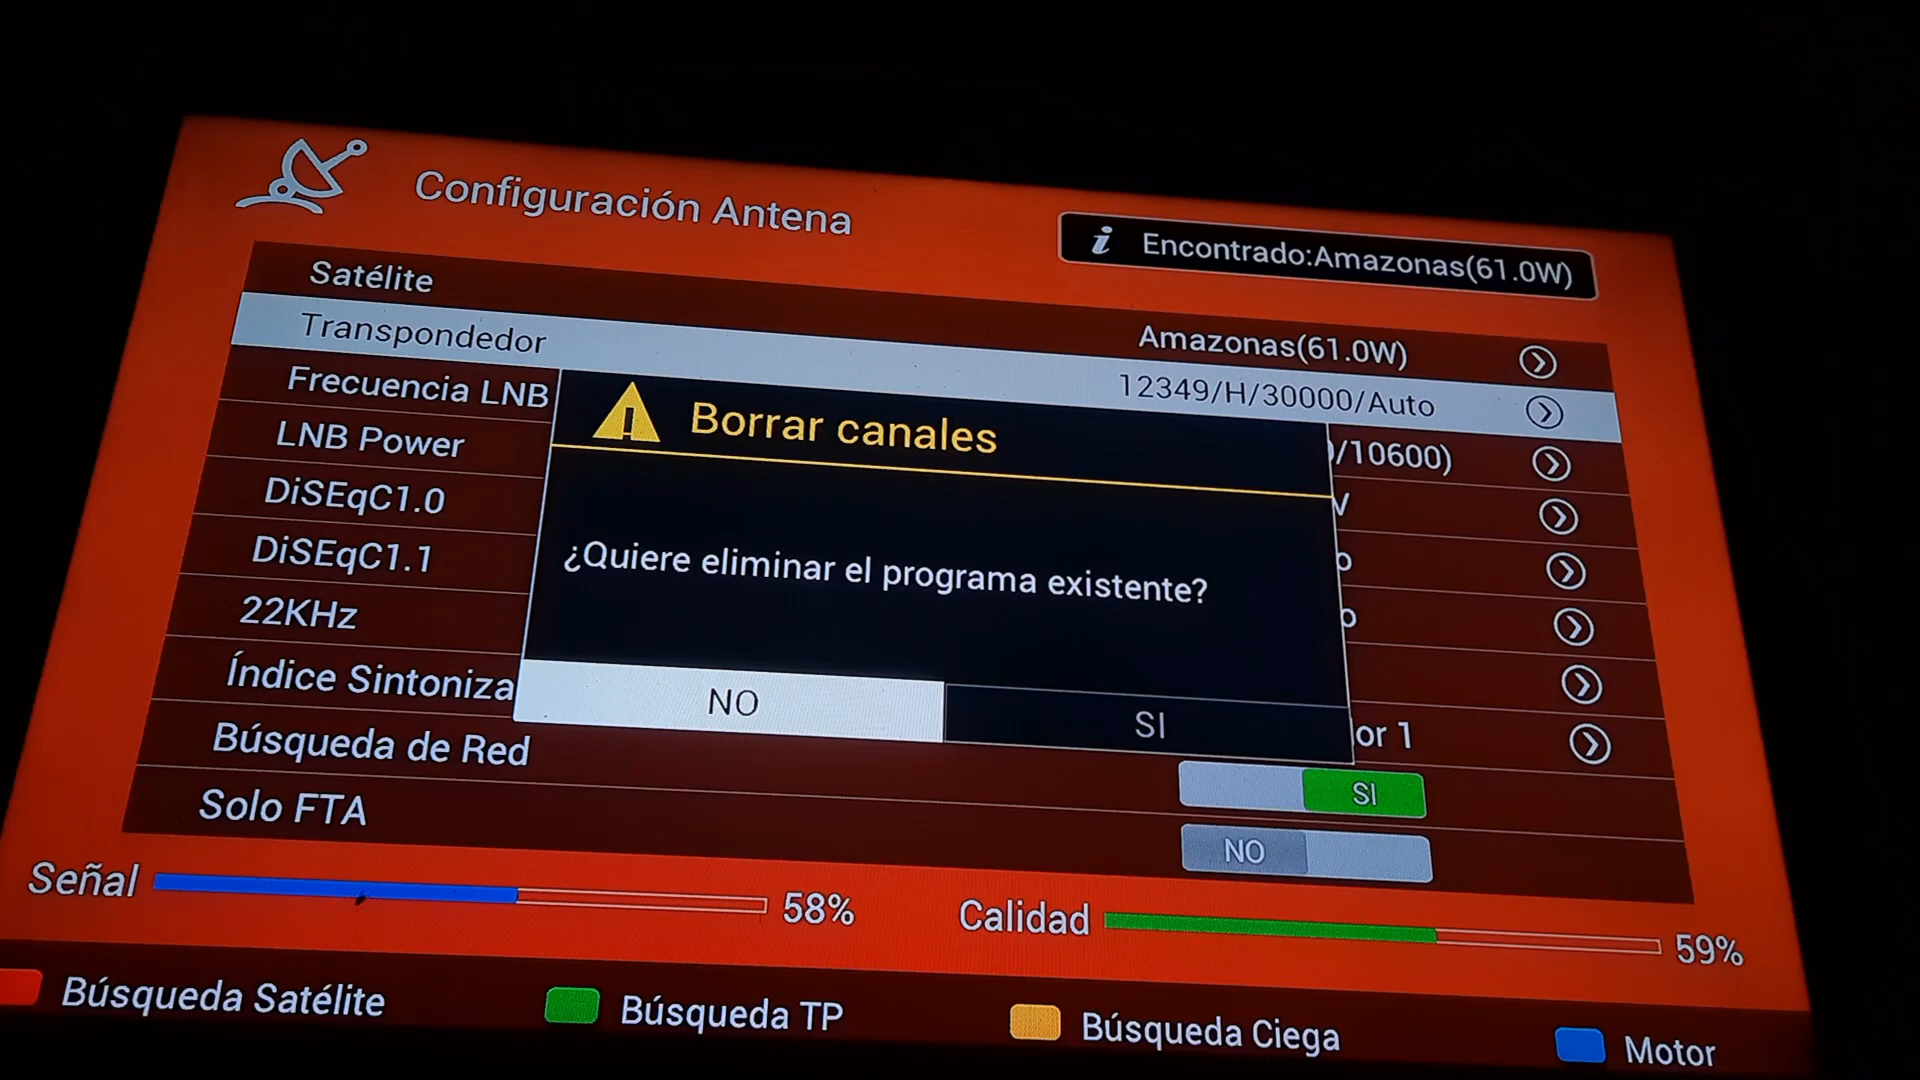 Configuración Antena
i Encontrado:Amazonas(61.0W)
Satélite
Amazonas(61.0W)
Transpondedor
12349/H/30000/Auto
Frecuencia LNB
/10600)
LNB Power
V
DiSEqC1.0
o
DiSEqC1.1
o
22KHz
Índice Sintoniza
or 1
Búsqueda de Red
SI
Solo FTA
NO
Borrar canales
¿Quiere eliminar el programa existente?
NO
SI
Señal 58%
Calidad 59%
Búsqueda Satélite
Búsqueda TP
Búsqueda Ciega
Motor